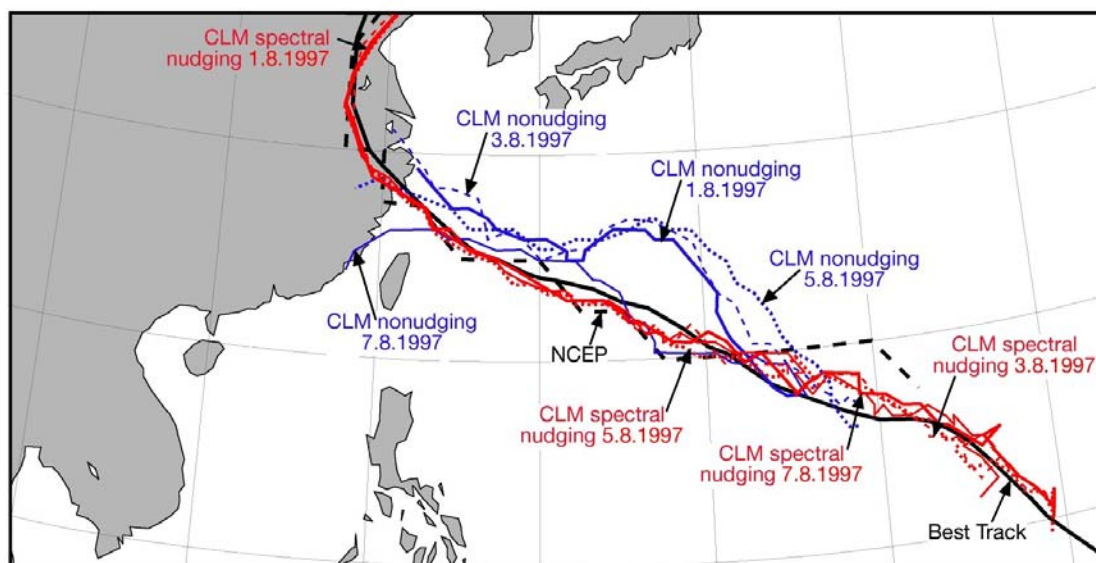 CLM spectral
nudging 1.8.1997
CLM nonudging
3.8.1997
CLM nonudging
1.8.1997
CLM nonudging
5.8.1997
CLM nonudging
7.8.1997
NCEP
CLM spectral
nudging 3.8.1997
CLM spectral
nudging 5.8.1997
CLM spectral
nudging 7.8.1997
Best Track